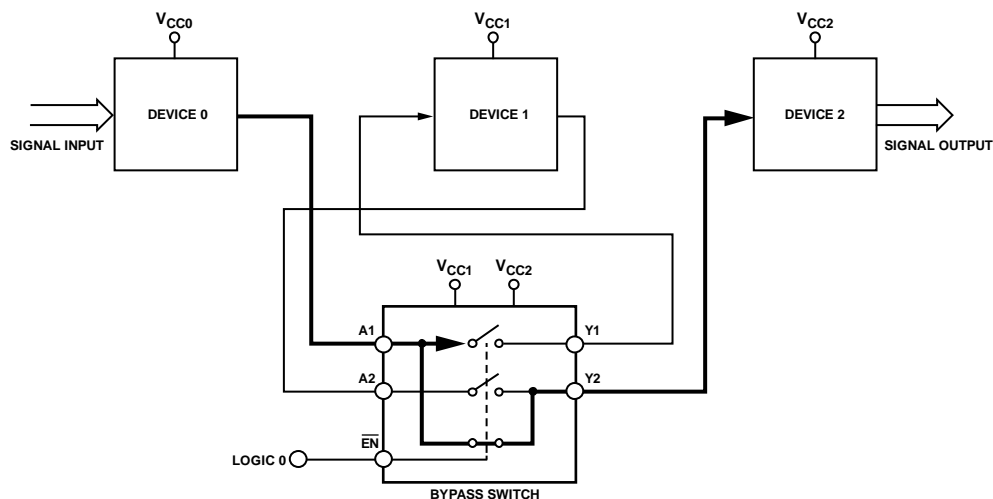 VCC0
VCC1
VCC2
DEVICE 0
DEVICE 1
DEVICE 2
SIGNAL INPUT
SIGNAL OUTPUT
VCC1
VCC2
A1
Y1
A2
Y2
EN
LOGIC 0
BYPASS SWITCH